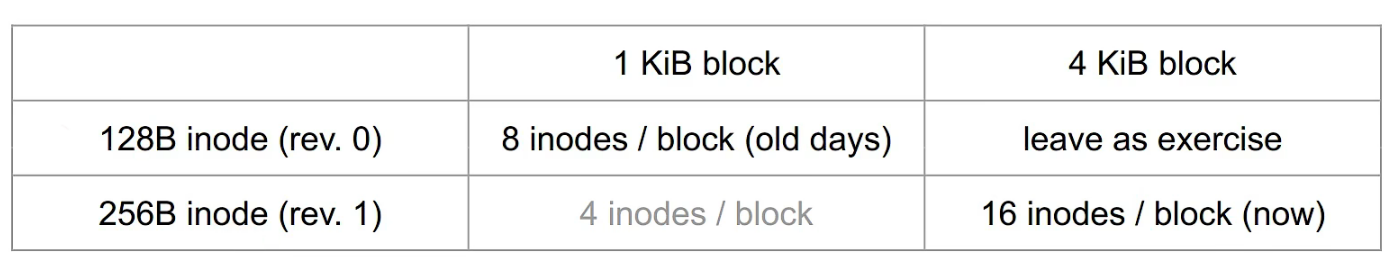 1 KiB block
4 KiB block
128B inode (rev. 0)
8 inodes / block (old days)
leave as exercise
256B inode (rev. 1)
4 inodes / block
16 inodes / block (now)